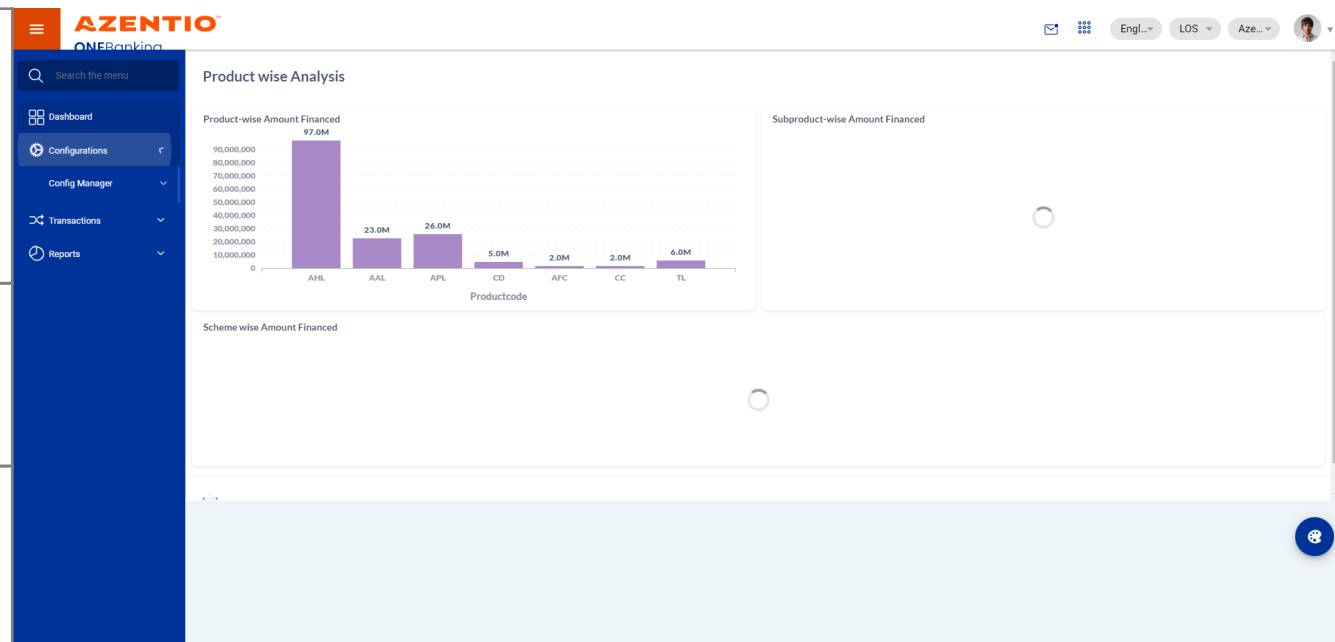 AZENTIO
ONEBanking
Engl...
LOS
Aze...
Search the menu
Dashboard
Configurations
Config Manager
Transactions
Reports
Product wise Analysis
Product-wise Amount Financed
97.0M
90,000,000
80,000,000
70,000,000
60,000,000
50,000,000
40,000,000
30,000,000
20,000,000
10,000,000
0
23.0M
26.0M
5.0M
2.0M
2.0M
6.0M
AHL AAL APL CD AFC CC TL
Productcode
Subproduct-wise Amount Financed
Scheme wise Amount Financed